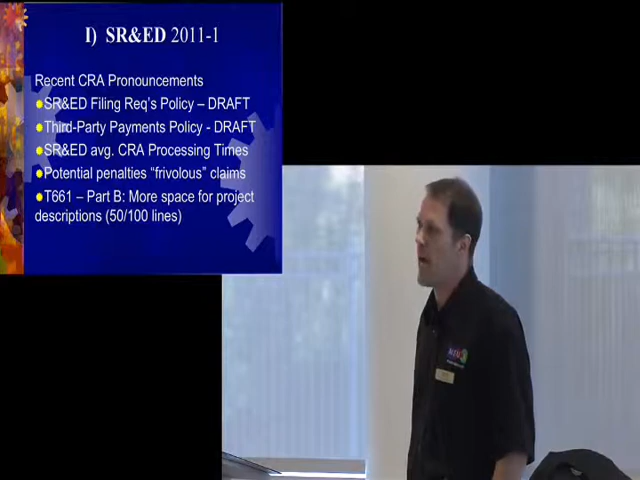 I) SR&ED 2011-1
Recent CRA Pronouncements
SR&ED Filing Req's Policy – DRAFT
Third-Party Payments Policy - DRAFT
SR&ED avg. CRA Processing Times
Potential penalties “frivolous” claims
T661 – Part B: More space for project
descriptions (50/100 lines)